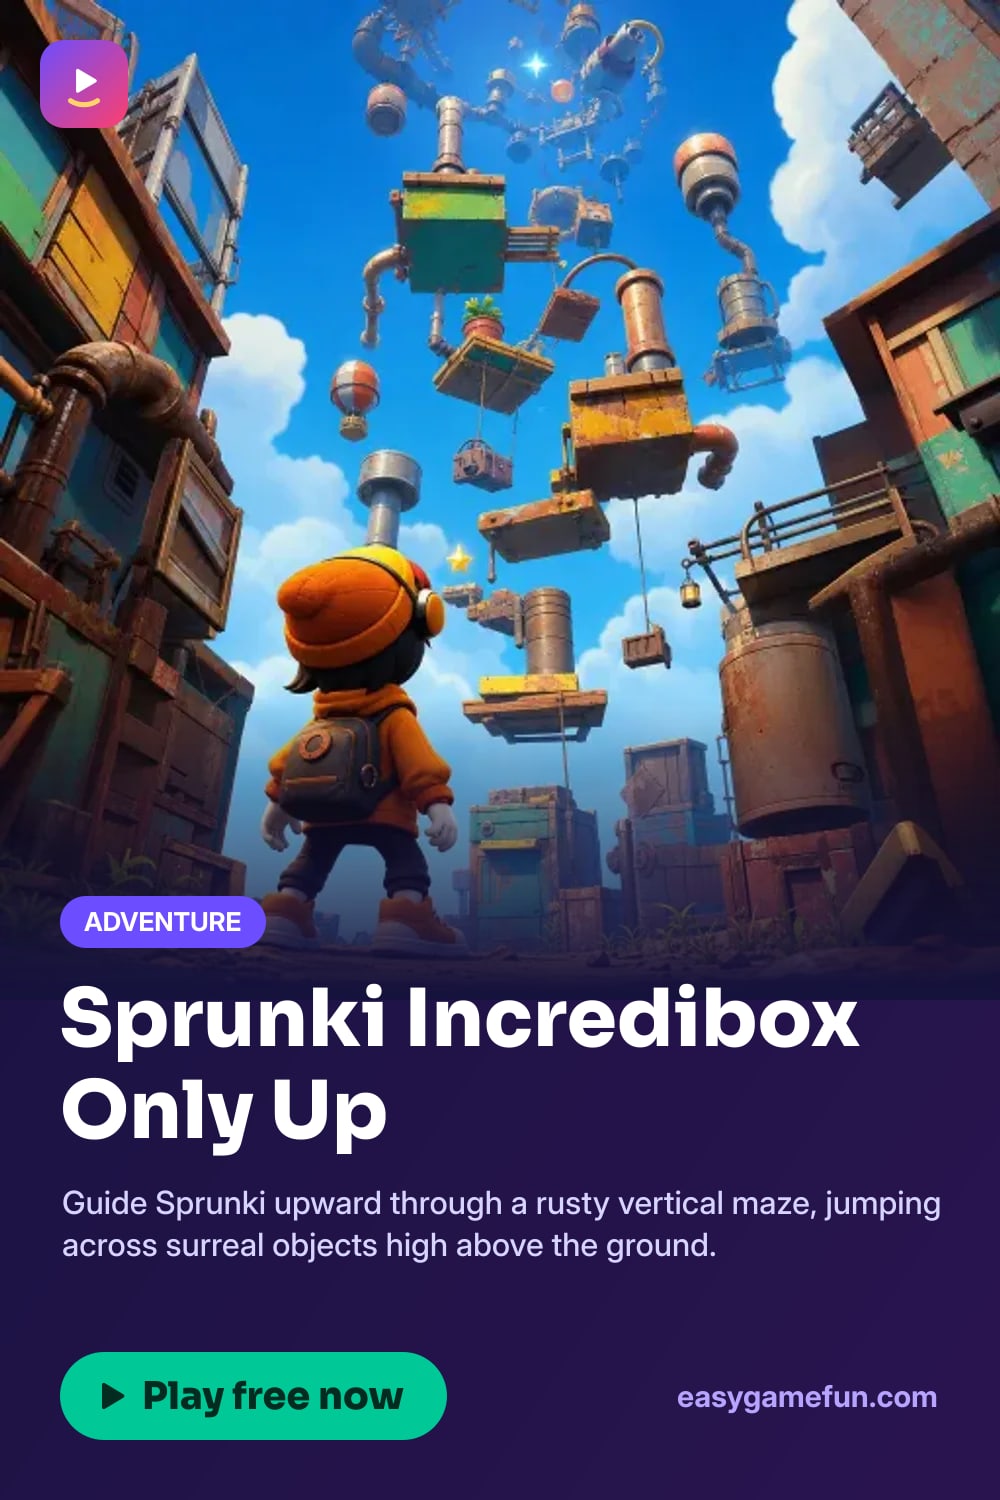 ADVENTURE
Sprunki Incredibox
Only Up
Guide Sprunki upward through a rusty vertical maze, jumping
across surreal objects high above the ground.
Play free now
easygamefun.com